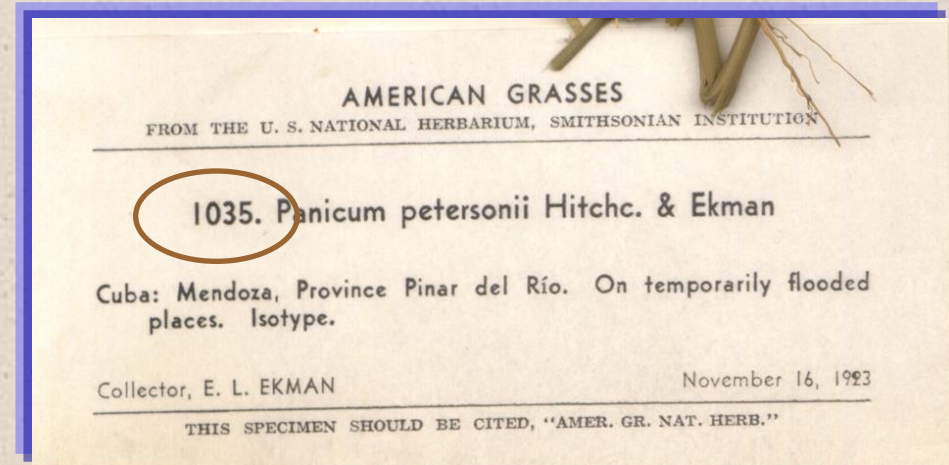 AMERICAN GRASSES
FROM THE U. S. NATIONAL HERBARIUM, SMITHSONIAN INSTITUTION
1035. Panicum petersonii Hitchc. & Ekman
Cuba: Mendoza, Province Pinar del Río. On temporarily flooded
places. Isotype.
Collector, E. L. EKMAN
November 16, 1923
THIS SPECIMEN SHOULD BE CITED, "AMER. GR. NAT. HERB."